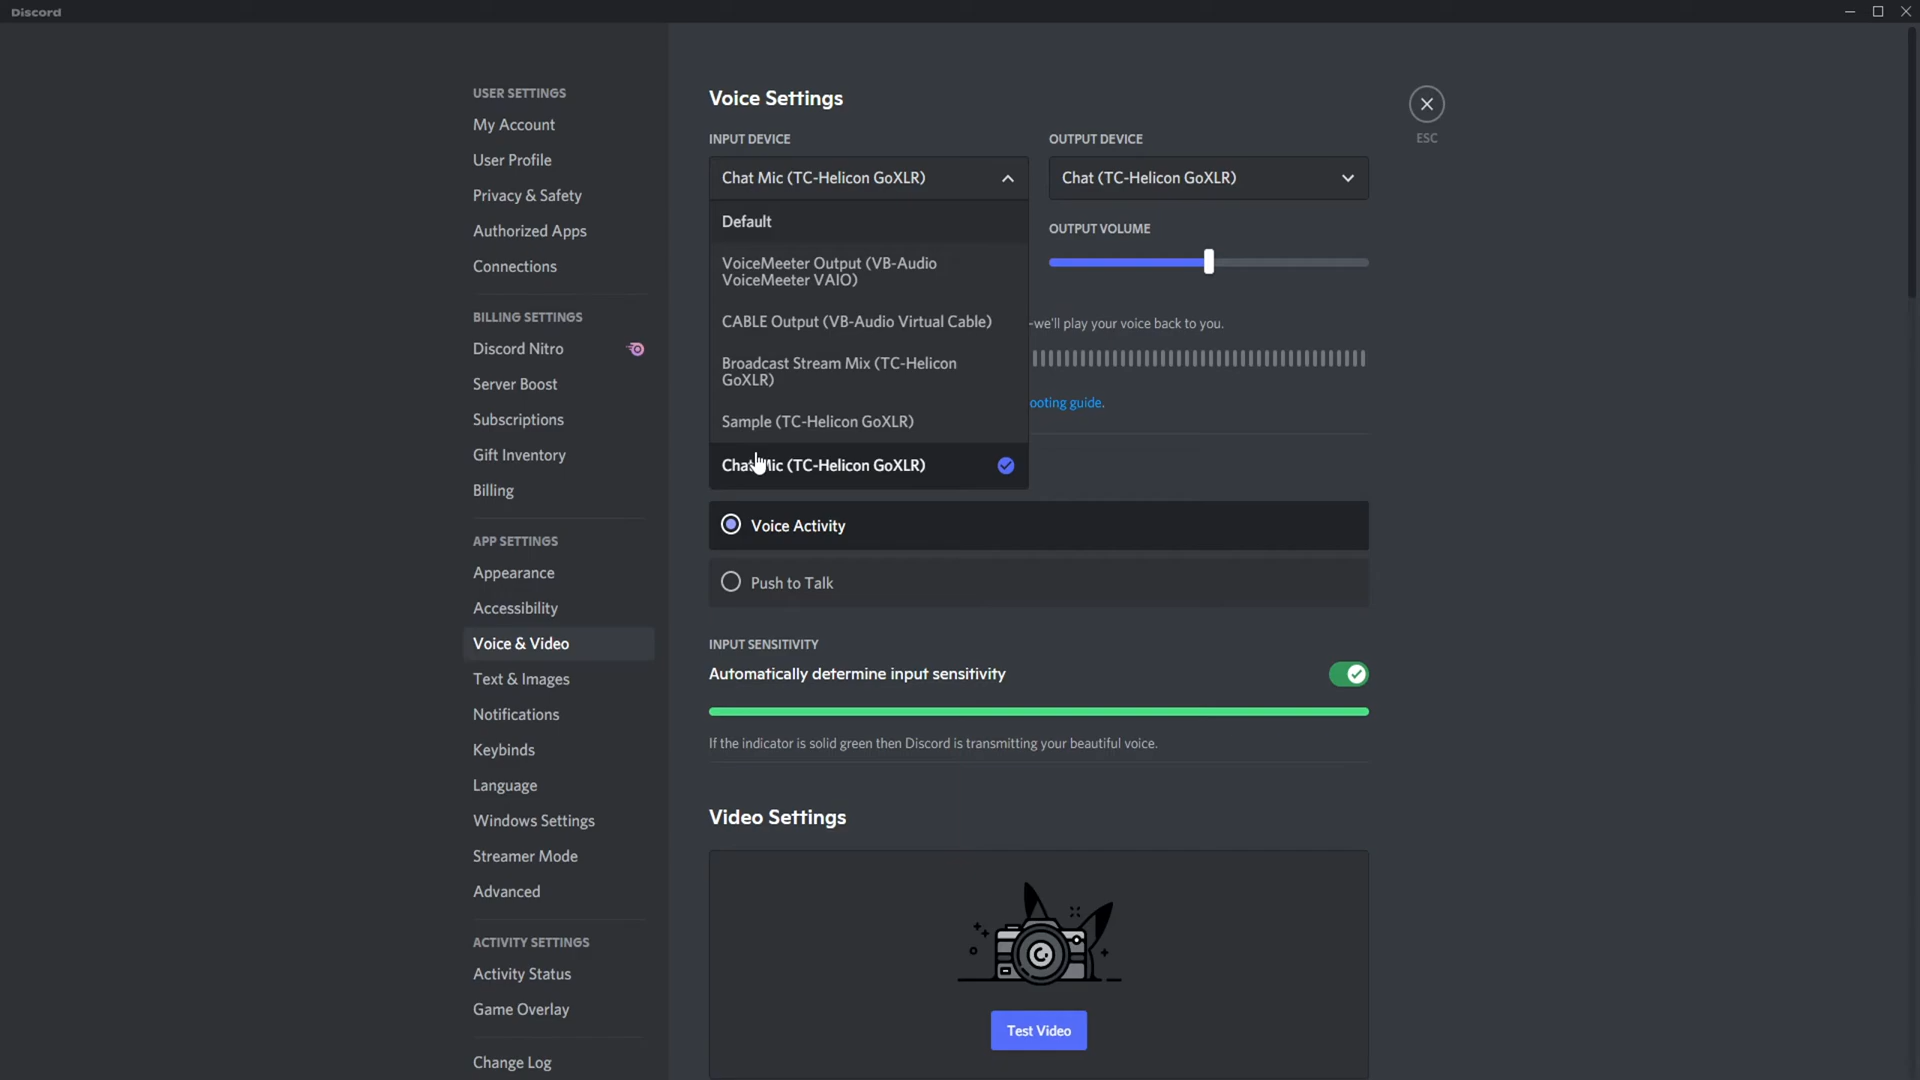 Discord
USER SETTINGS
My Account
User Profile
Privacy & Safety
Authorized Apps
Connections
BILLING SETTINGS
Discord Nitro
Server Boost
Subscriptions
Gift Inventory
Billing
APP SETTINGS
Appearance
Accessibility
Voice & Video
Text & Images
Notifications
Keybinds
Language
Windows Settings
Streamer Mode
Advanced
ACTIVITY SETTINGS
Activity Status
Game Overlay
Change Log
Voice Settings
INPUT DEVICE
Chat Mic (TC-Helicon GoXLR)
Default
VoiceMeeter Output (VB-Audio
VoiceMeeter VAIO)
CABLE Output (VB-Audio Virtual Cable)
Broadcast Stream Mix (TC-Helicon
GoXLR)
Sample (TC-Helicon GoXLR)
Chat Mic (TC-Helicon GoXLR)
OUTPUT DEVICE
Chat (TC-Helicon GoXLR)
OUTPUT VOLUME
-we'll play your voice back to you.
ooting guide.
ESC
Voice Activity
Push to Talk
INPUT SENSITIVITY
Automatically determine input sensitivity
If the indicator is solid green then Discord is transmitting your beautiful voice.
Video Settings
Test Video